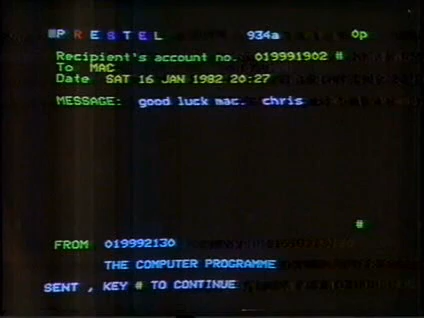 PRESTEL 934a 0p
Recipient's account no. 019991902 #
To MAC
Date SAT 16 JAN 1982 20:27
MESSAGE: good luck mac. chris
#
FROM 019992130
THE COMPUTER PROGRAMME
SENT , KEY # TO CONTINUE